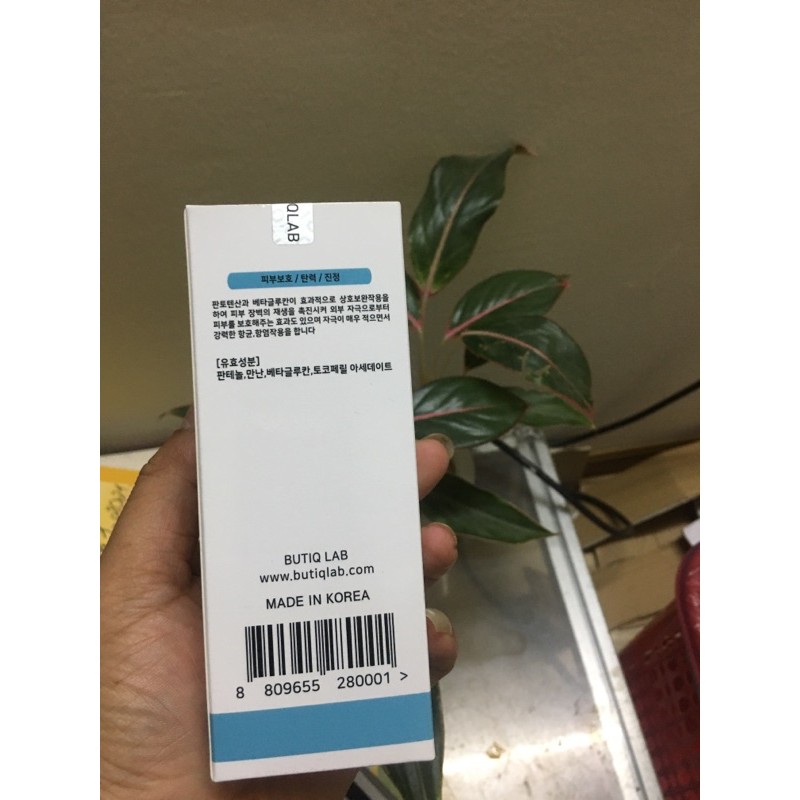 QLAB
피부보호 / 탄력 / 진정
판토텐산과 베타글루칸이 효과적으로 상호보완작용을
하여 피부 장벽의 재생을 촉진시켜 외부 자극으로부터
피부를 보호해주는 효과도 있으며 자극이 매우 적으면서
강력한 항균,항염작용을 합니다
[유효성분]
판테놀,만난,베타글루칸,토코페릴 아세데이트
BUTIQ LAB
www.butiqlab.com
MADE IN KOREA
8 809655 280001 >